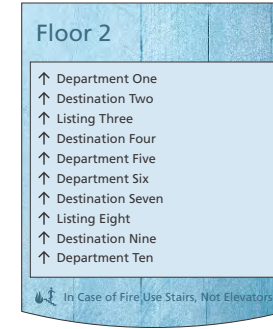 Floor 2
↑ Department One
↑ Destination Two
↑ Listing Three
↑ Destination Four
↑ Department Five
↑ Department Six
↑ Destination Seven
↑ Listing Eight
↑ Destination Nine
↑ Department Ten
In Case of Fire Use Stairs, Not Elevators